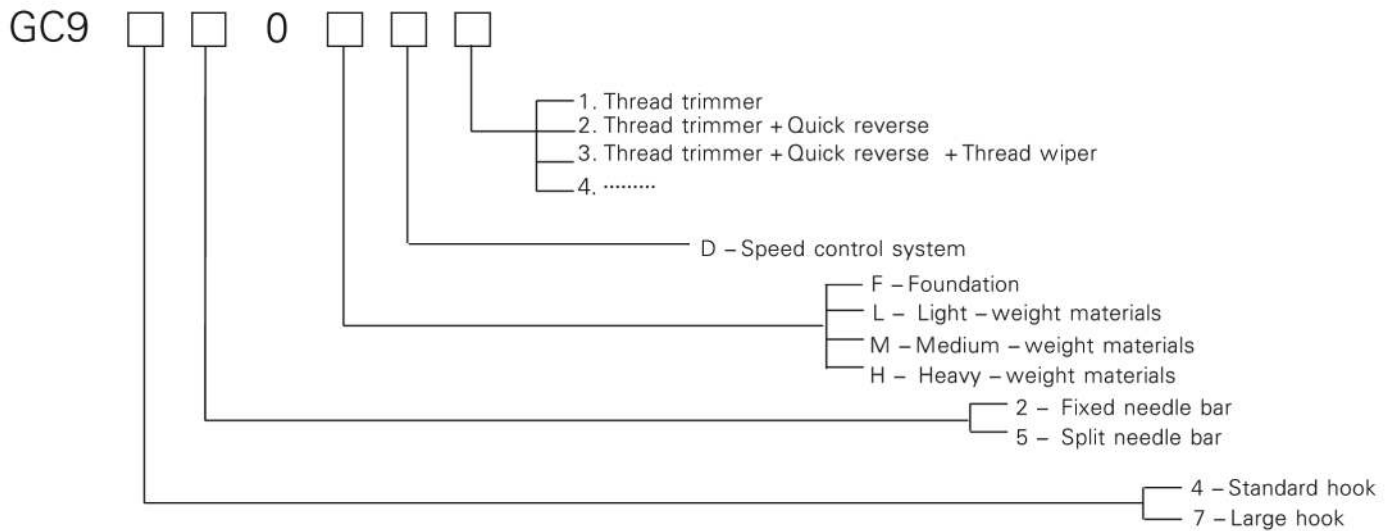 GC9 □ □ 0 □ □ □
1. Thread trimmer
2. Thread trimmer + Quick reverse
3. Thread trimmer + Quick reverse + Thread wiper
4. ·········
D – Speed control system
F – Foundation
L – Light – weight materials
M – Medium – weight materials
H – Heavy – weight materials
2 – Fixed needle bar
5 – Split needle bar
4 – Standard hook
7 – Large hook